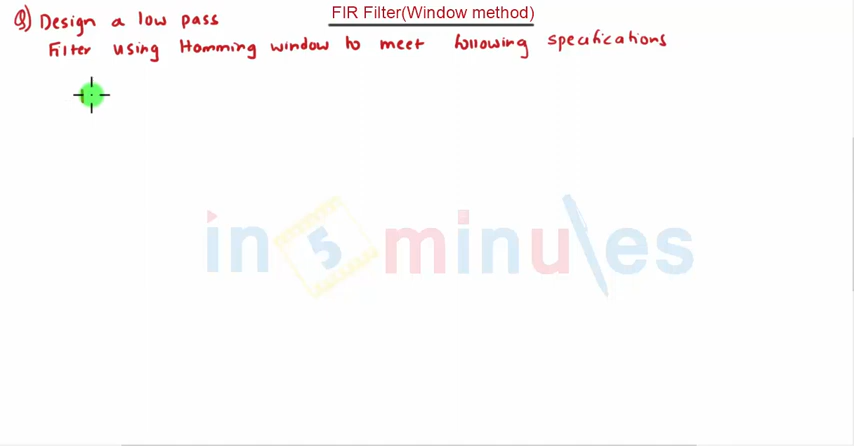 FIR Filter(Window method)
Q) Design a low pass
Filter using Hamming window to meet following specifications
in 5 minutes